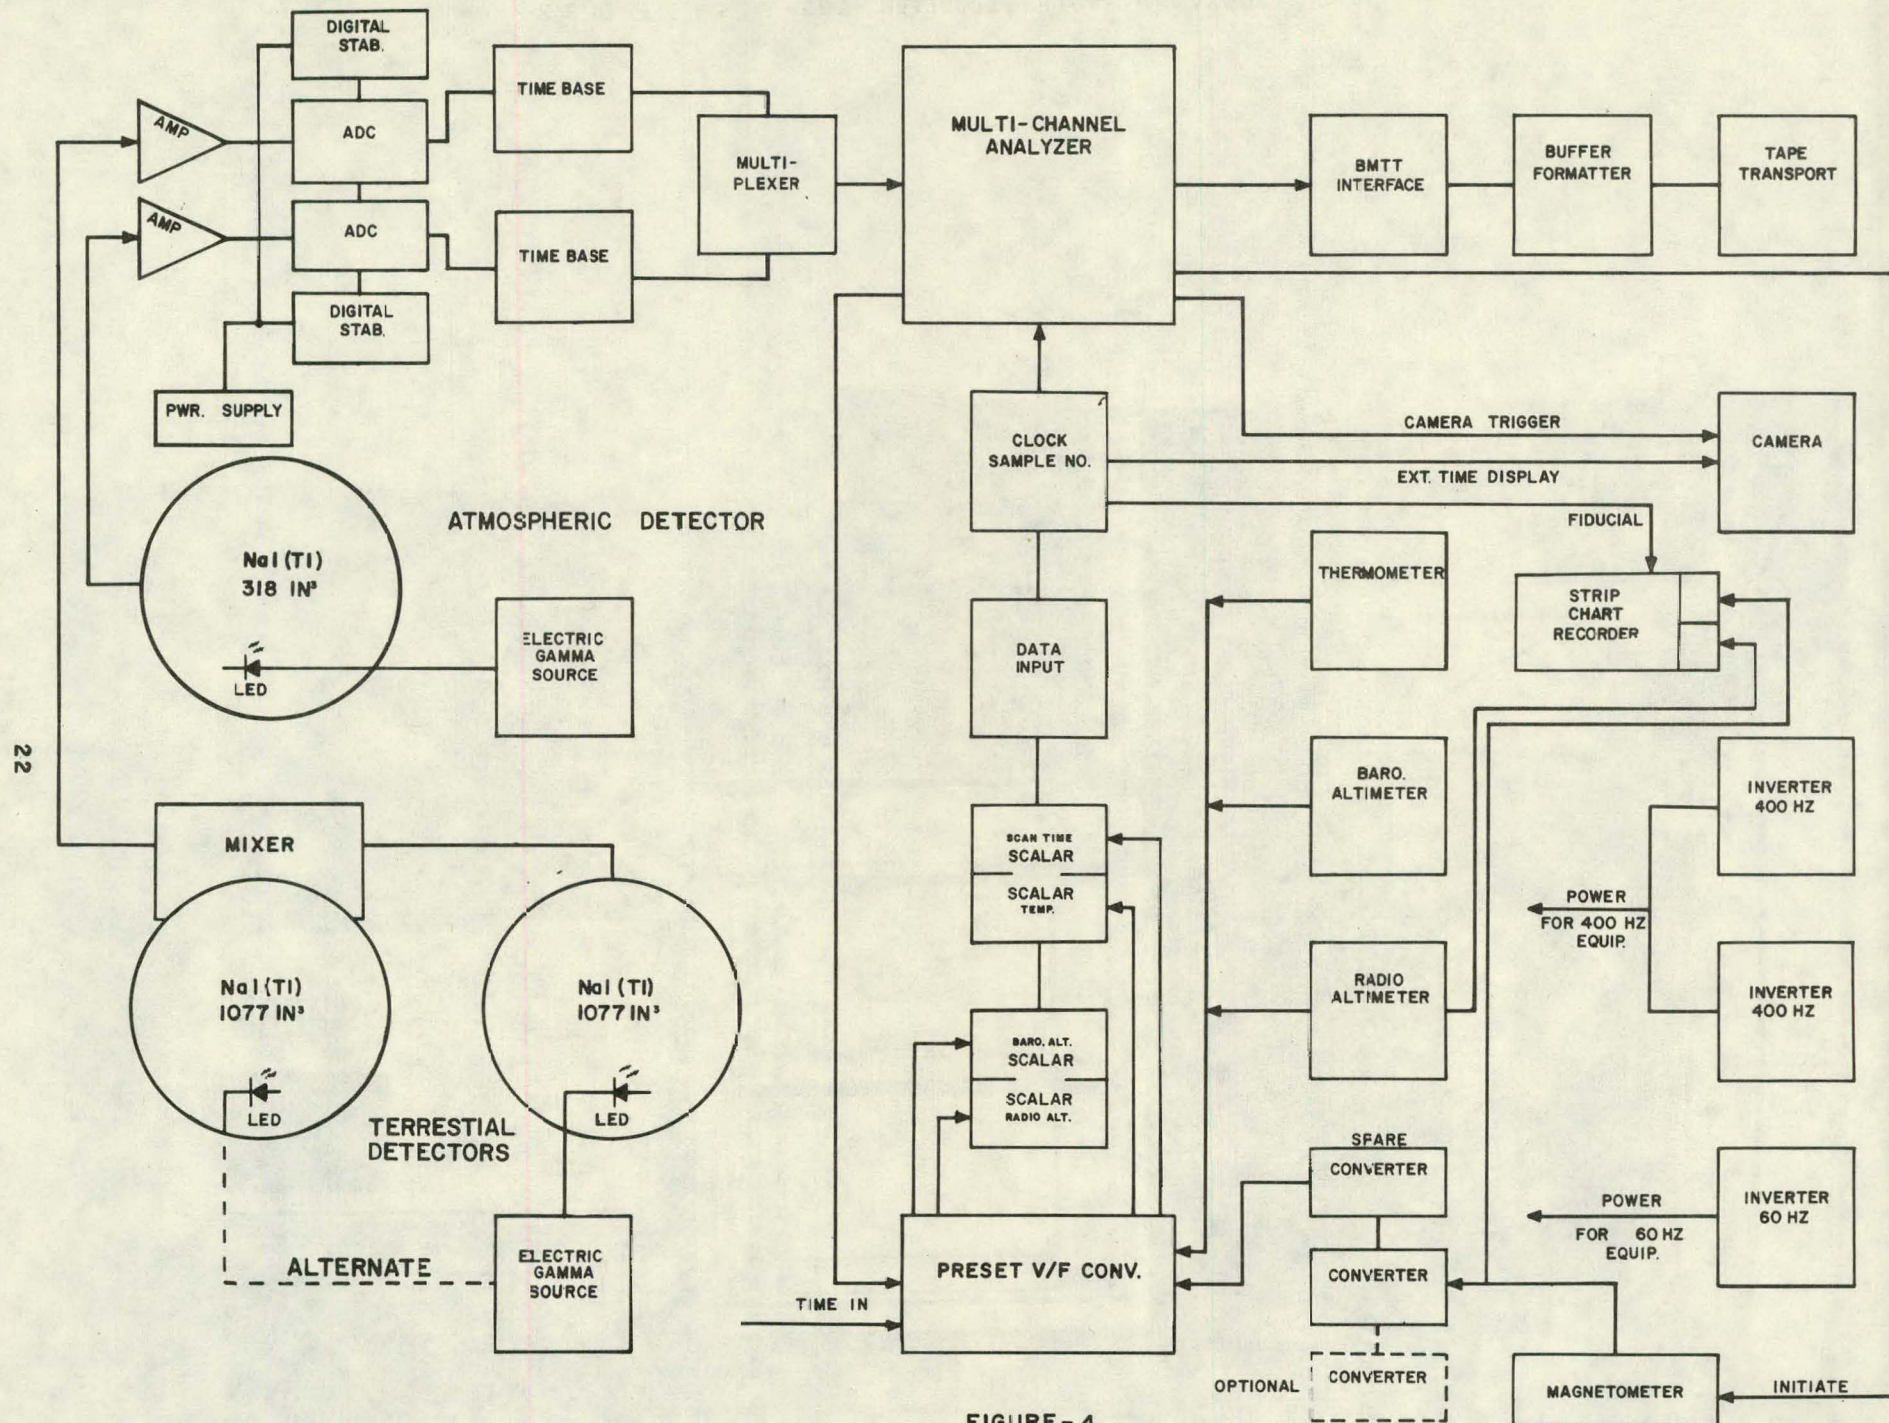 DIGITAL
STAB.
AMP
ADC
TIME BASE
MULTI-
PLEXER
MULTI-CHANNEL
ANALYZER
BMTT
INTERFACE
BUFFER
FORMATTER
TAPE
TRANSPORT
AMP
ADC
TIME BASE
DIGITAL
STAB.
PWR. SUPPLY
CLOCK
SAMPLE NO.
CAMERA TRIGGER
EXT. TIME DISPLAY
CAMERA
FIDUCIAL
ATMOSPHERIC DETECTOR
NaI (Tl)
318 IN³
LED
ELECTRIC
GAMMA
SOURCE
DATA
INPUT
THERMOMETER
STRIP
CHART
RECORDER
22
MIXER
SCAN TIME
SCALAR
SCALAR
TEMP.
BARO.
ALTIMETER
INVERTER
400 HZ
POWER
FOR 400 HZ
EQUIP.
NaI (Tl)
1077 IN³
LED
NaI (Tl)
1077 IN³
LED
TERRESTIAL
DETECTORS
BARO. ALT.
SCALAR
SCALAR
RADIO ALT.
RADIO
ALTIMETER
INVERTER
400 HZ
SPARE
CONVERTER
POWER
FOR 60 HZ
EQUIP.
INVERTER
60 HZ
ALTERNATE
ELECTRIC
GAMMA
SOURCE
TIME IN
PRESET V/F CONV.
CONVERTER
OPTIONAL
CONVERTER
MAGNETOMETER
INITIATE
FIGURE-4